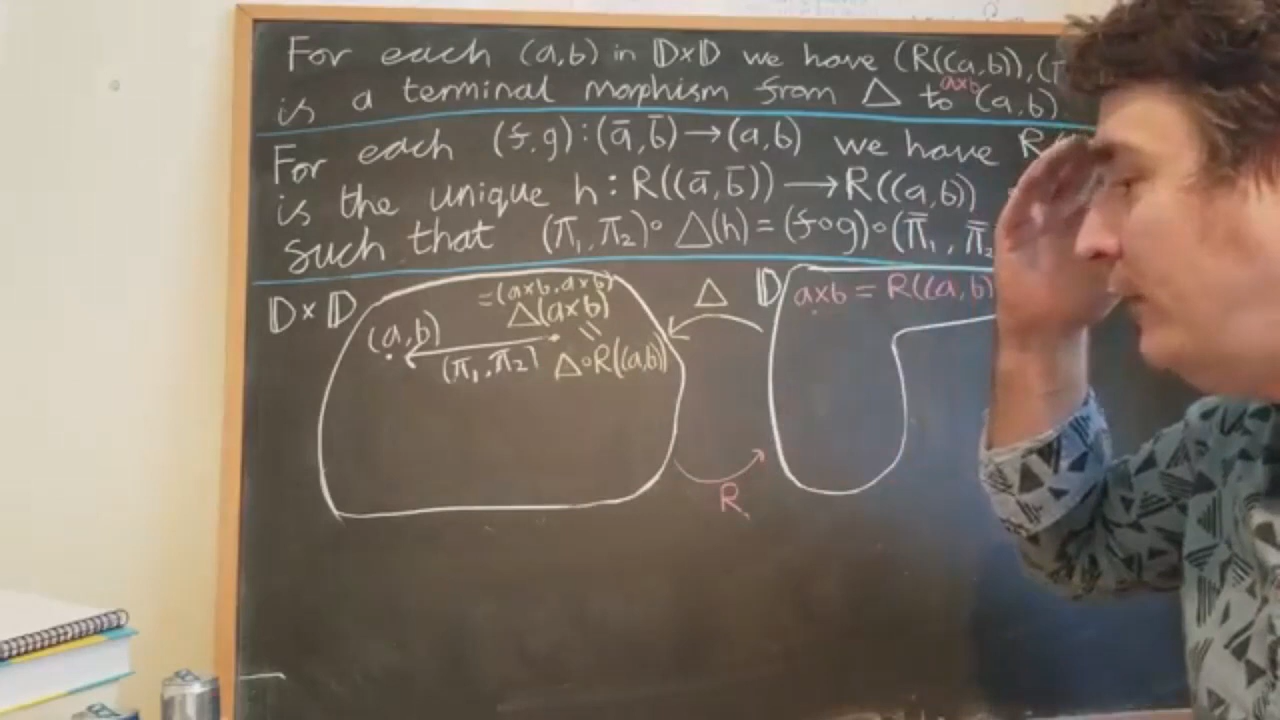 For each (a,b) in 𝔻×𝔻 we have (R((a,b)),(π
is a terminal morphism from △ to (a,b)
a×b
For each (f,g):(ā,b̄)→(a,b) we have R
is the unique h:R((ā,b̄))→R((a,b))
such that (π₁,π₂)∘△(h)=(f∘g)∘(π̄₁,π̄₂
𝔻×𝔻
=(a×b,a×b)
△(a×b)
=
△∘R((a,b))
(a,b)
(π₁,π₂)
△
R
𝔻
a×b=R((a,b)